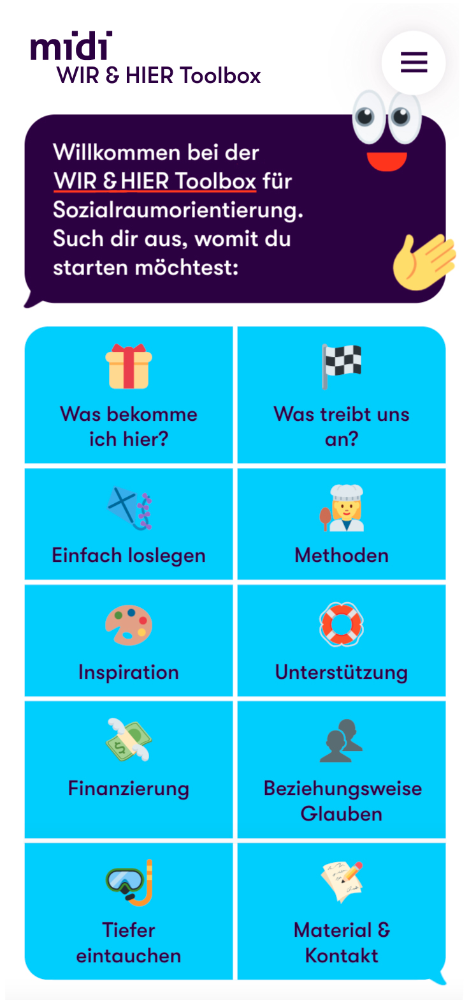 midi
WIR & HIER Toolbox
Willkommen bei der
WIR & HIER Toolbox für
Sozialraumorientierung.
Such dir aus, womit du
starten möchtest:
Was bekomme
ich hier?
Was treibt uns
an?
Einfach loslegen
Methoden
Inspiration
Unterstützung
Finanzierung
Beziehungsweise
Glauben
Tiefer
eintauchen
Material &
Kontakt